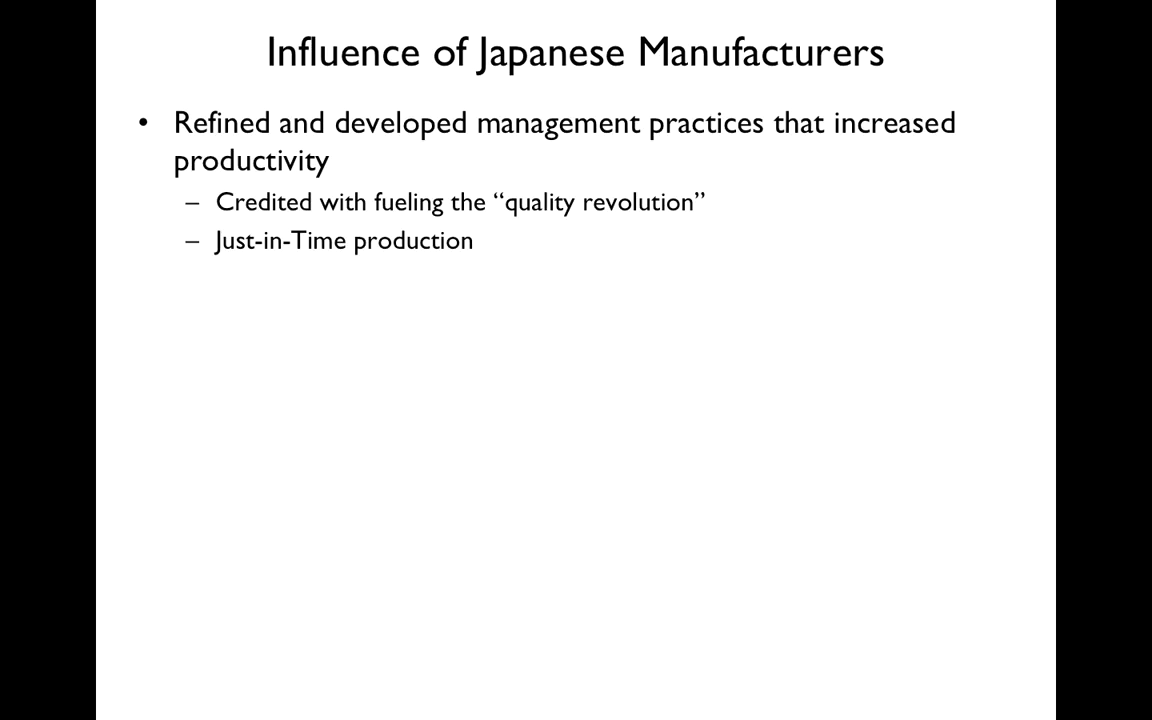 Influence of Japanese Manufacturers
• Refined and developed management practices that increased
productivity
– Credited with fueling the “quality revolution”
– Just-in-Time production